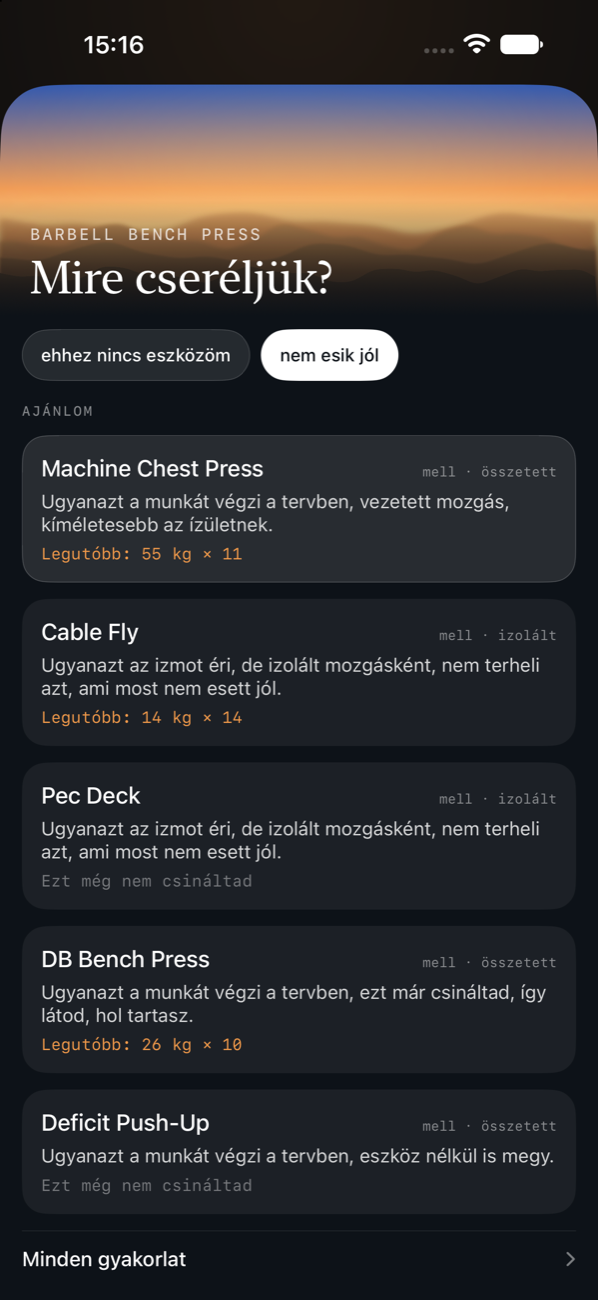 15:16
BARBELL BENCH PRESS
Mire cseréljük?
ehhez nincs eszközöm
nem esik jól
AJÁNLOM
Machine Chest Press
mell · összetett
Ugyanazt a munkát végzi a tervben, vezetett mozgás,
kíméletesebb az ízületnek.
Legutóbb: 55 kg × 11
Cable Fly
mell · izolált
Ugyanazt az izmot éri, de izolált mozgásként, nem terheli
azt, ami most nem esett jól.
Legutóbb: 14 kg × 14
Pec Deck
mell · izolált
Ugyanazt az izmot éri, de izolált mozgásként, nem terheli
azt, ami most nem esett jól.
Ezt még nem csináltad
DB Bench Press
mell · összetett
Ugyanazt a munkát végzi a tervben, ezt már csináltad, így
látod, hol tartasz.
Legutóbb: 26 kg × 10
Deficit Push-Up
mell · összetett
Ugyanazt a munkát végzi a tervben, eszköz nélkül is megy.
Ezt még nem csináltad
Minden gyakorlat